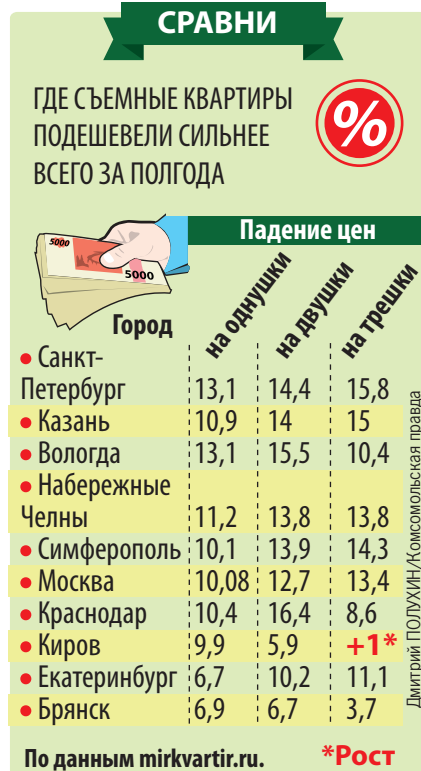 СРАВНИ
ГДЕ СЪЕМНЫЕ КВАРТИРЫ
ПОДЕШЕВЕЛИ СИЛЬНЕЕ
ВСЕГО ЗА ПОЛГОДА
%
5000
5000
Падение цен
Город на однушки на двушки на трешки
• Санкт-
Петербург 13,1 14,4 15,8
• Казань 10,9 14 15
• Вологда 13,1 15,5 10,4
• Набережные
Челны 11,2 13,8 13,8
• Симферополь 10,1 13,9 14,3
• Москва 10,08 12,7 13,4
• Краснодар 10,4 16,4 8,6
• Киров 9,9 5,9 +1*
• Екатеринбург 6,7 10,2 11,1
• Брянск 6,9 6,7 3,7
По данным mirkvartir.ru. *Рост
Дмитрий ПОЛУХИН/Комсомольская правда